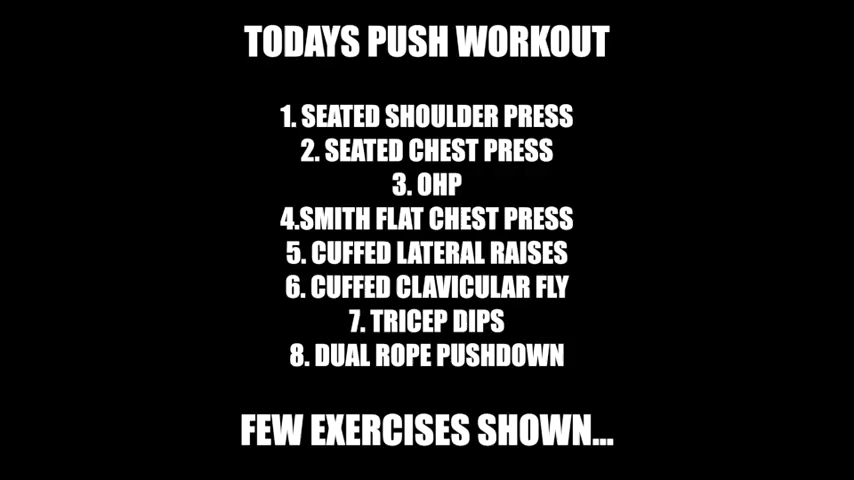 TODAYS PUSH WORKOUT
1. SEATED SHOULDER PRESS
2. SEATED CHEST PRESS
3. OHP
4.SMITH FLAT CHEST PRESS
5. CUFFED LATERAL RAISES
6. CUFFED CLAVICULAR FLY
7. TRICEP DIPS
8. DUAL ROPE PUSHDOWN
FEW EXERCISES SHOWN...